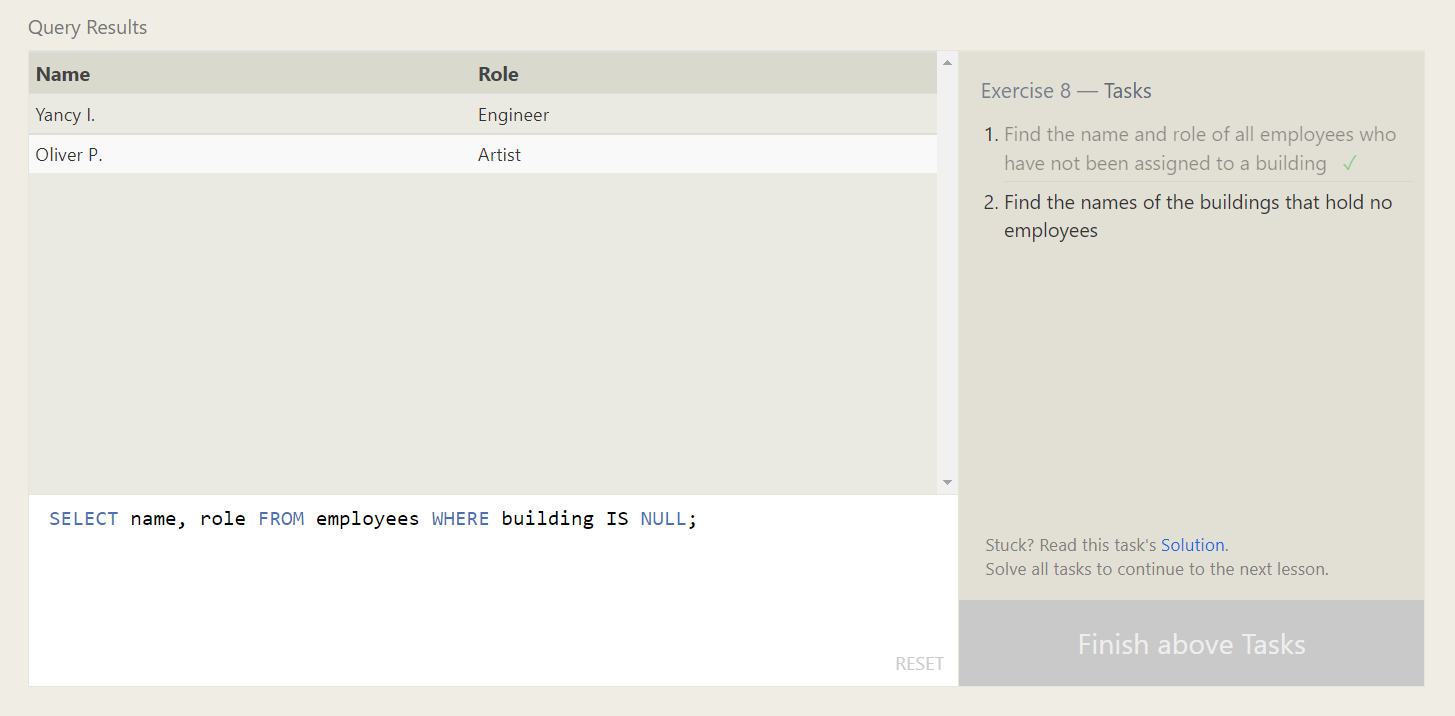 Query Results
Name Role
Yancy I. Engineer
Oliver P. Artist
SELECT name, role FROM employees WHERE building IS NULL;
RESET
Exercise 8 — Tasks
1. Find the name and role of all employees who
have not been assigned to a building ✓
2. Find the names of the buildings that hold no
employees
Stuck? Read this task's Solution.
Solve all tasks to continue to the next lesson.
Finish above Tasks